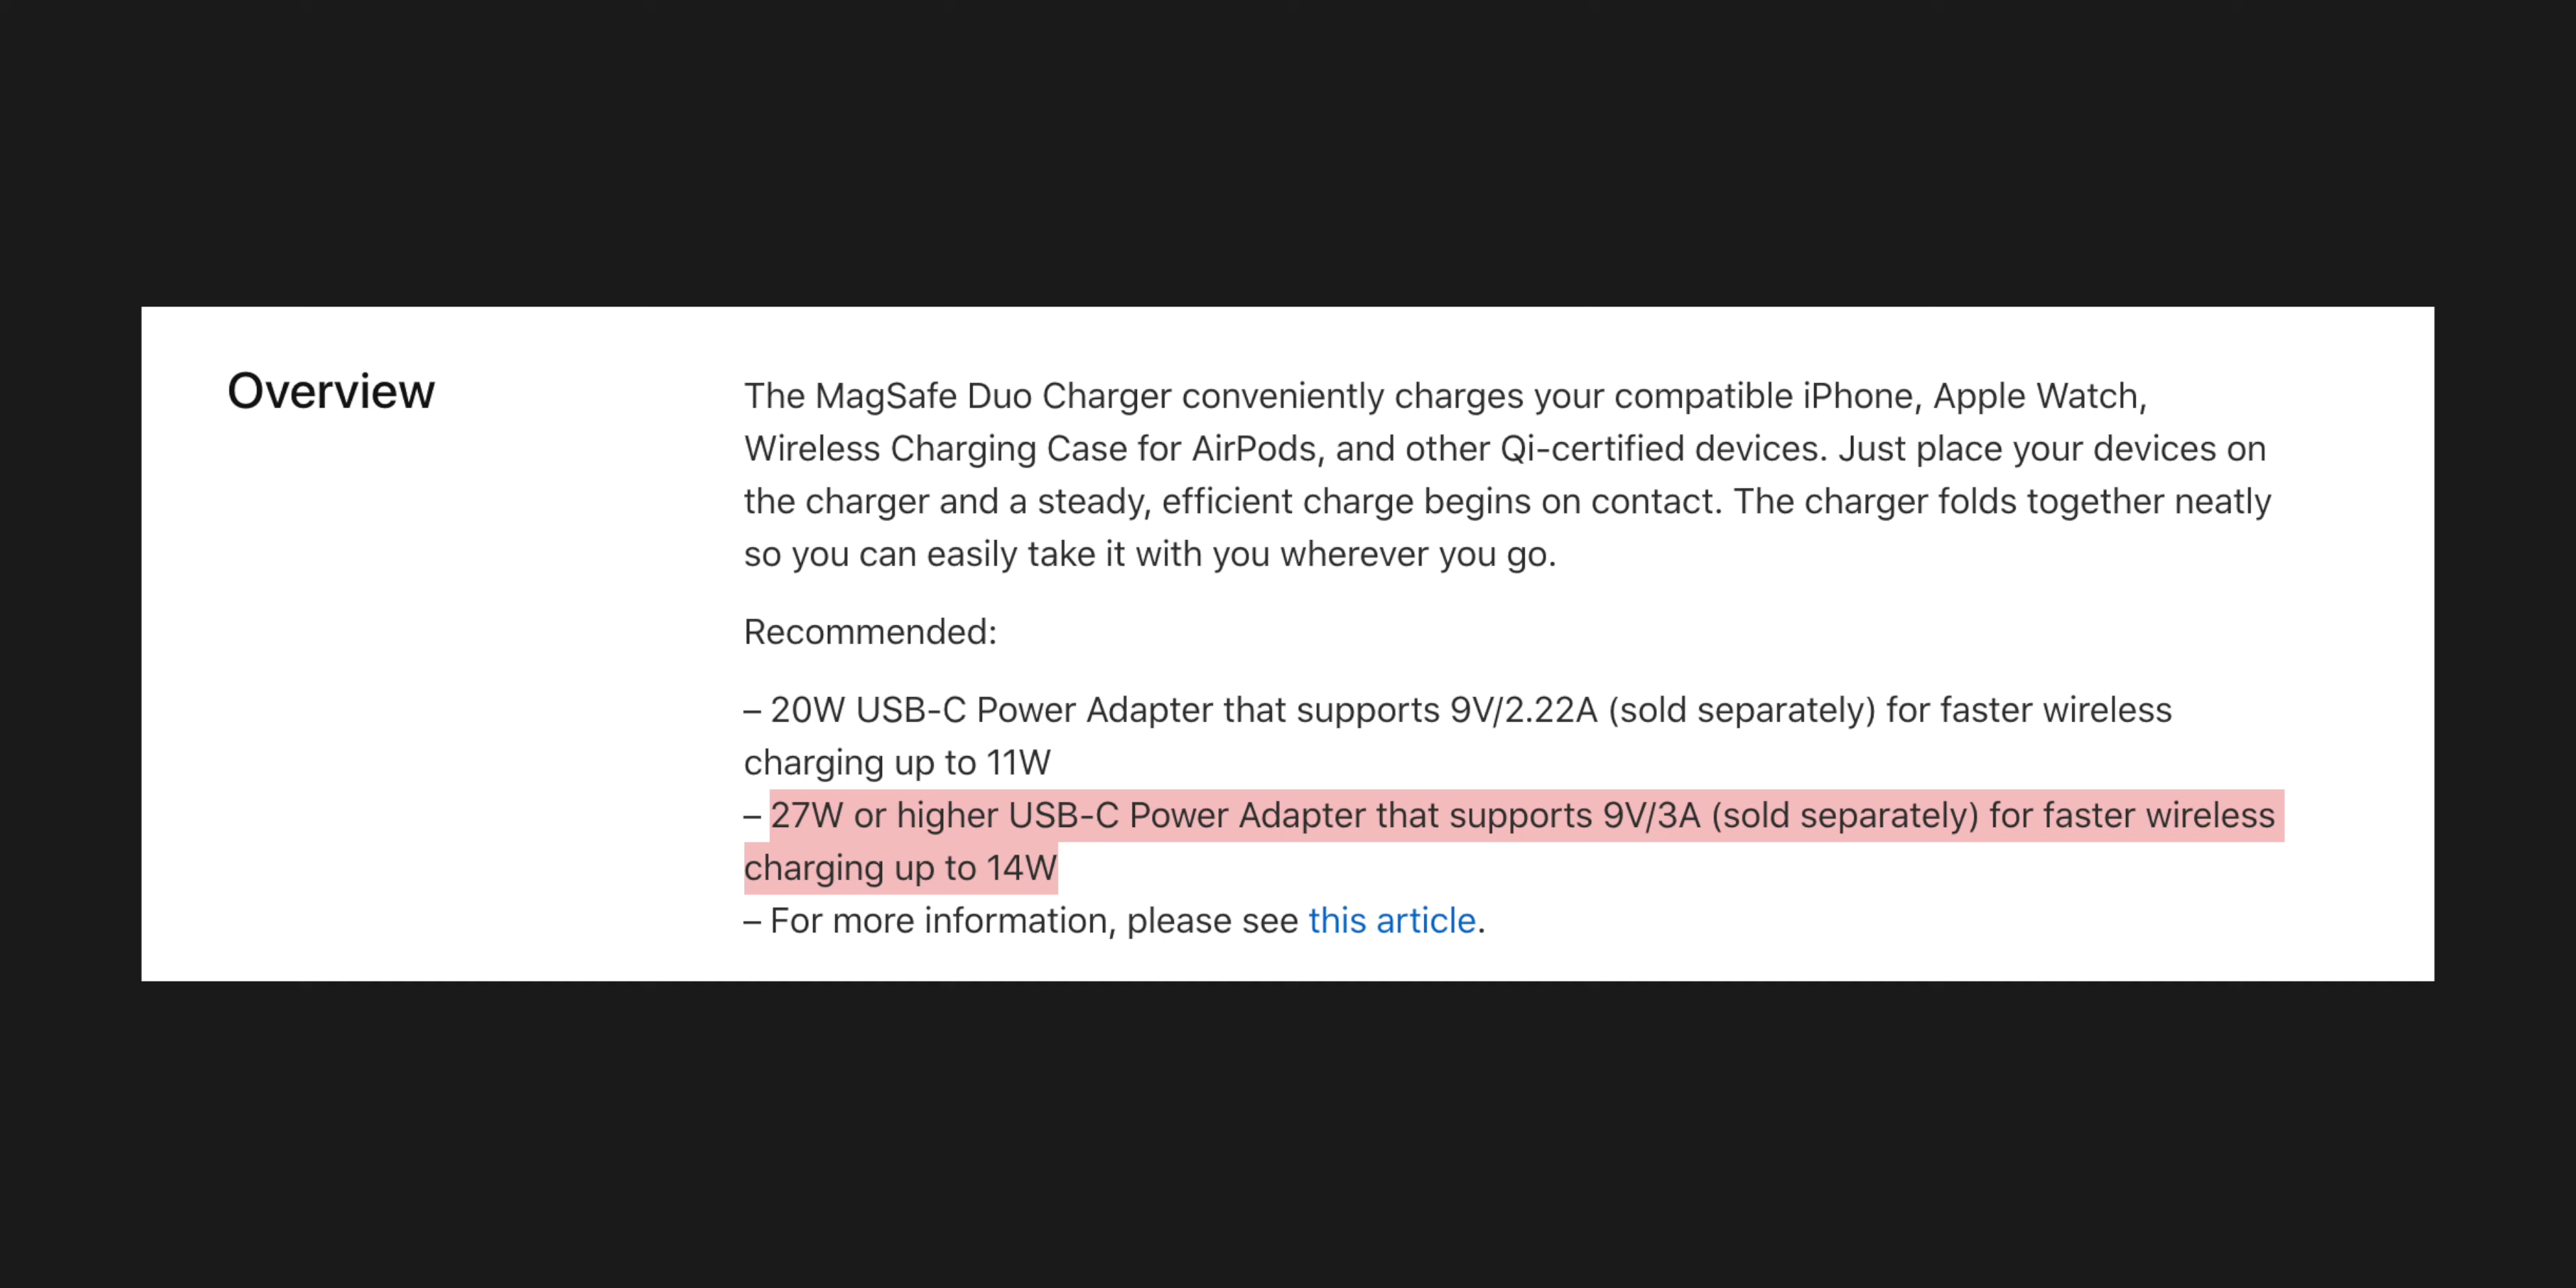 Overview
The MagSafe Duo Charger conveniently charges your compatible iPhone, Apple Watch,
Wireless Charging Case for AirPods, and other Qi-certified devices. Just place your devices on
the charger and a steady, efficient charge begins on contact. The charger folds together neatly
so you can easily take it with you wherever you go.
Recommended:
– 20W USB-C Power Adapter that supports 9V/2.22A (sold separately) for faster wireless
charging up to 11W
– 27W or higher USB-C Power Adapter that supports 9V/3A (sold separately) for faster wireless
charging up to 14W
– For more information, please see this article.